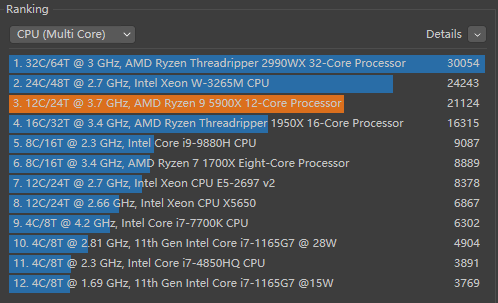 Ranking
CPU (Multi Core) Details
1. 32C/64T @ 3 GHz, AMD Ryzen Threadripper 2990WX 32-Core Processor 30054
2. 24C/48T @ 2.7 GHz, Intel Xeon W-3265M CPU 24243
3. 12C/24T @ 3.7 GHz, AMD Ryzen 9 5900X 12-Core Processor 21124
4. 16C/32T @ 3.4 GHz, AMD Ryzen Threadripper 1950X 16-Core Processor 16315
5. 8C/16T @ 2.3 GHz, Intel Core i9-9880H CPU 9087
6. 8C/16T @ 3.4 GHz, AMD Ryzen 7 1700X Eight-Core Processor 8889
7. 12C/24T @ 2.7 GHz, Intel Xeon CPU E5-2697 v2 8378
8. 12C/24T @ 2.66 GHz, Intel Xeon CPU X5650 6867
9. 4C/8T @ 4.2 GHz, Intel Core i7-7700K CPU 6302
10. 4C/8T @ 2.81 GHz, 11th Gen Intel Core i7-1165G7 @ 28W 4904
11. 4C/8T @ 2.3 GHz, Intel Core i7-4850HQ CPU 3891
12. 4C/8T @ 1.69 GHz, 11th Gen Intel Core i7-1165G7 @15W 3769